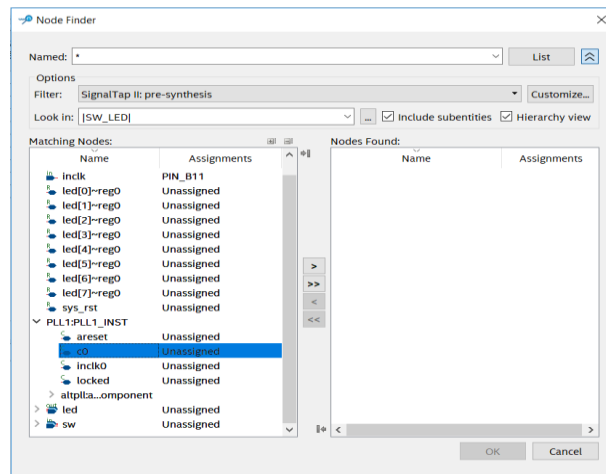 Node Finder
Named: * List
Options
Filter: SignalTap II: pre-synthesis Customize...
Look in: |SW_LED| ... Include subentities Hierarchy view
Matching Nodes: Nodes Found:
Name Assignments Name Assignments
inclk PIN_B11
led[0]~reg0 Unassigned
led[1]~reg0 Unassigned
led[2]~reg0 Unassigned
led[3]~reg0 Unassigned
led[4]~reg0 Unassigned
led[5]~reg0 Unassigned
led[6]~reg0 Unassigned
led[7]~reg0 Unassigned
sys_rst Unassigned
PLL1:PLL1_INST
areset Unassigned
c0 Unassigned
inclk0 Unassigned
locked Unassigned
altpll:a...omponent
led Unassigned
sw Unassigned
>
>>
<
<<
OK Cancel